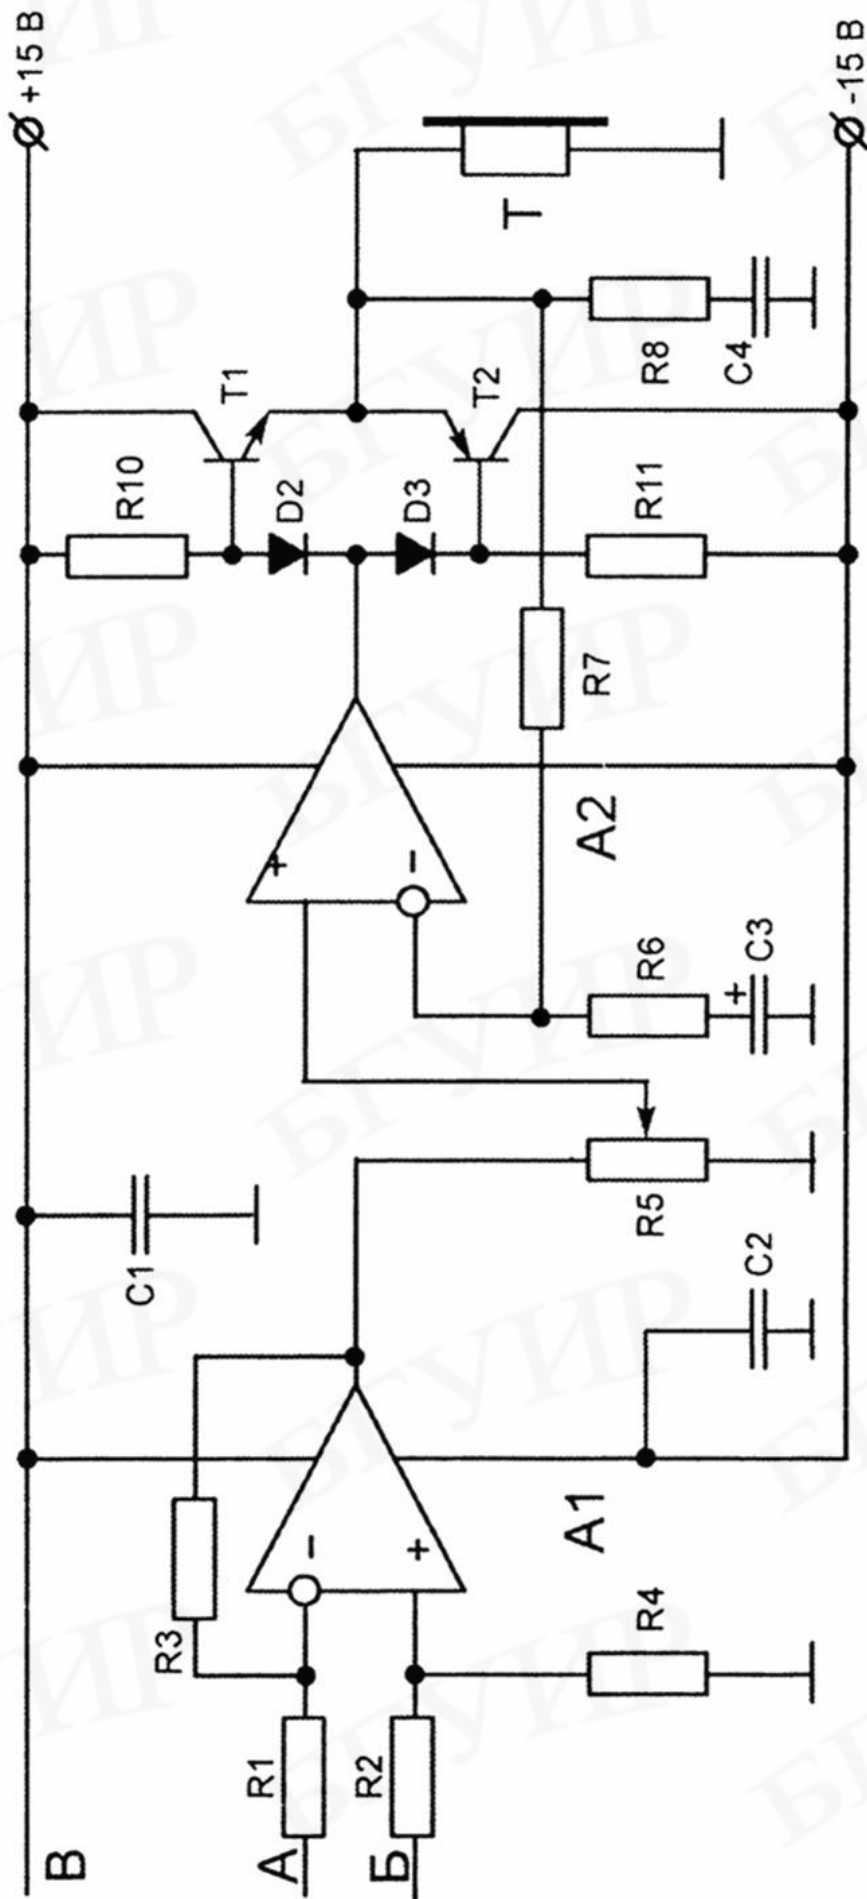 +15 В
-15 В
T
T1
T2
R8
C4
R10
D2
D3
R11
R7
+
-
A2
R6
+
C3
C1
R5
C2
R3
-
+
A1
R4
R1
R2
В
А
Б
БГУИР